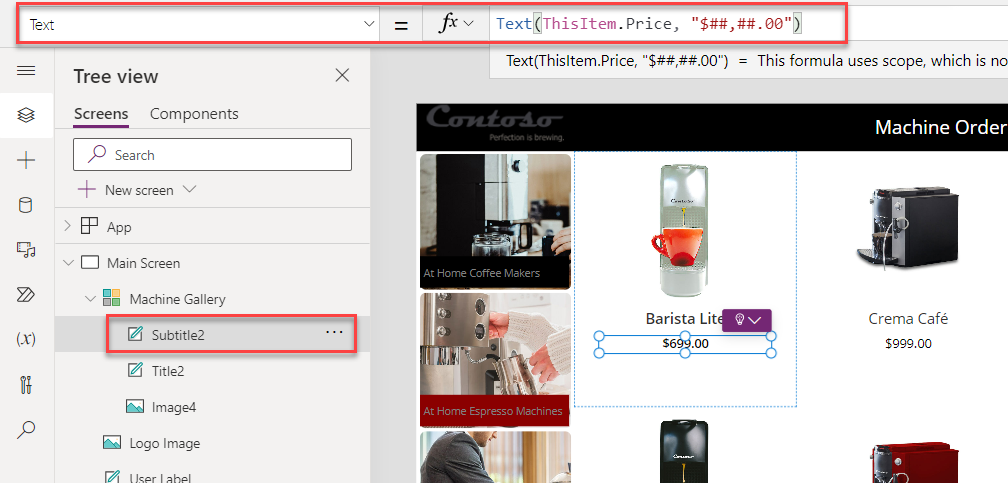 Text = fx Text(ThisItem.Price, "$##,##.00")
Text(ThisItem.Price, "$##,##.00") = This formula uses scope, which is no
Tree view
Screens Components
Search
New screen
App
Main Screen
Machine Gallery
Subtitle2 ...
Title2
Image4
Logo Image
User Label
(x)
Contoso
Perfection is brewing.
Machine Order
At Home Coffee Makers
At Home Espresso Machines
Contoso
Barista Lite
$699.00
Crema Café
$999.00
Contoso